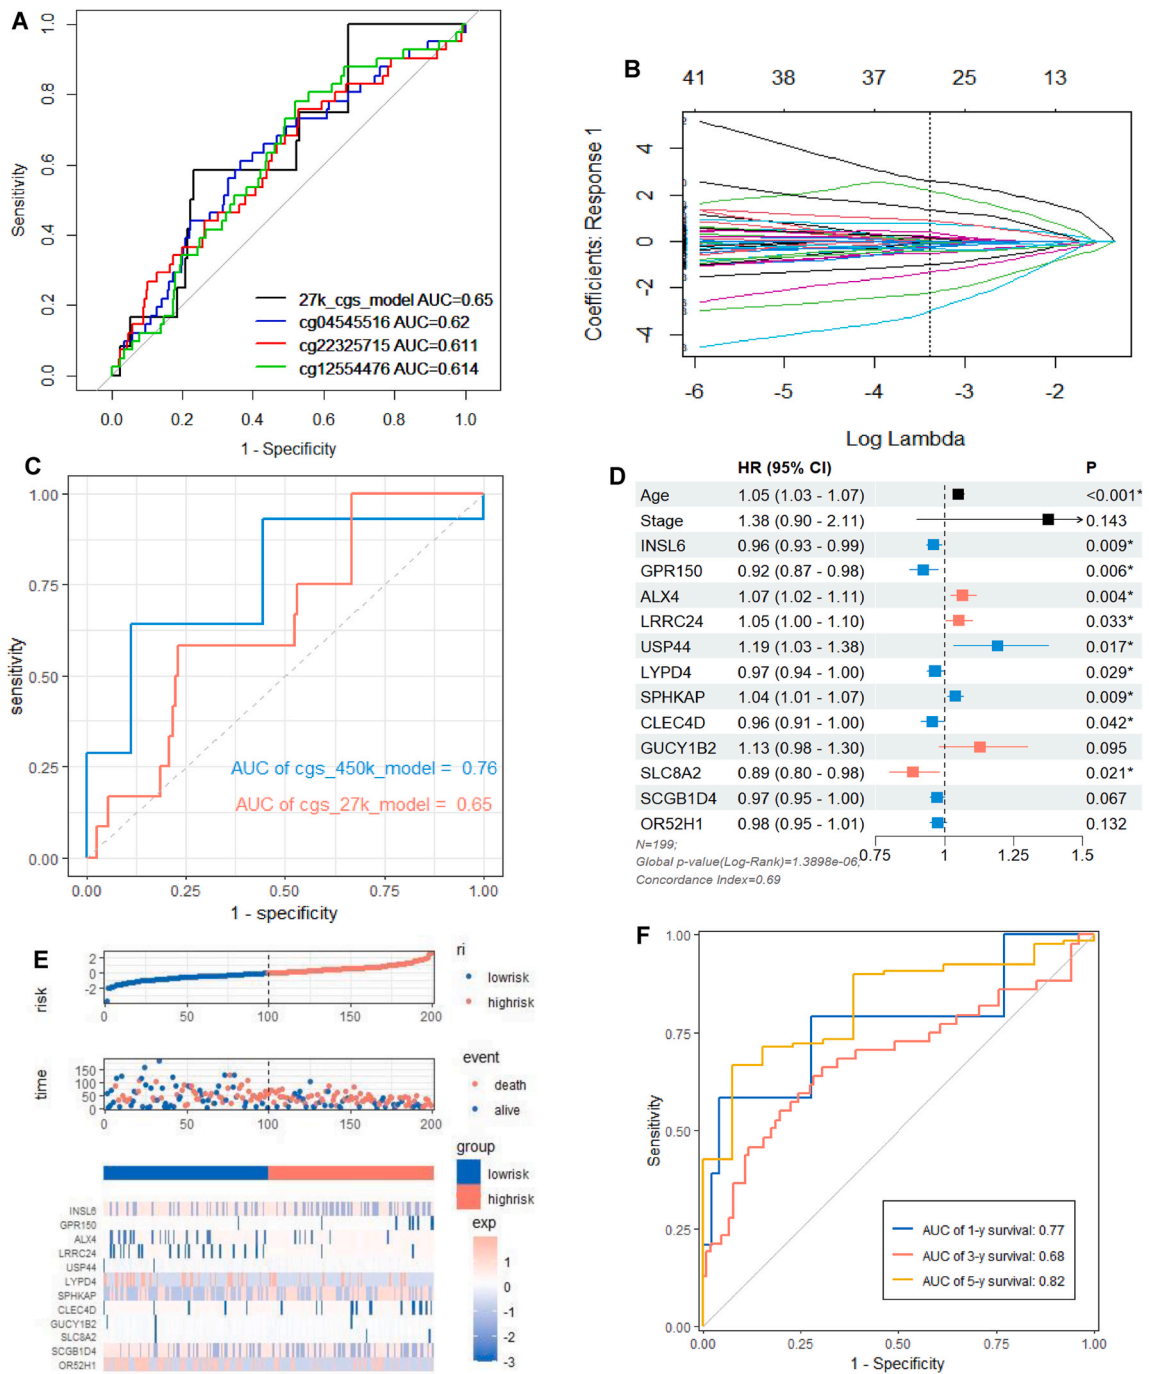 A
1.0
0.8
0.6
0.4
0.2
0.0
Sensitivity
27k_cgs_model AUC=0.65
cg04545516 AUC=0.62
cg22325715 AUC=0.611
cg12554476 AUC=0.614
0.0 0.2 0.4 0.6 0.8 1.0
1 - Specificity
B
41 38 37 25 13
Coefficients: Response 1
4
2
0
-2
-4
-6 -5 -4 -3 -2
Log Lambda
C
1.00
0.75
0.50
0.25
0.00
sensitivity
AUC of cgs_450k_model = 0.76
AUC of cgs_27k_model = 0.65
0.00 0.25 0.50 0.75 1.00
1 - specificity
D
HR (95% CI) P
Age 1.05 (1.03 - 1.07) <0.001*
Stage 1.38 (0.90 - 2.11) 0.143
INSL6 0.96 (0.93 - 0.99) 0.009*
GPR150 0.92 (0.87 - 0.98) 0.006*
ALX4 1.07 (1.02 - 1.11) 0.004*
LRRC24 1.05 (1.00 - 1.10) 0.033*
USP44 1.19 (1.03 - 1.38) 0.017*
LYPD4 0.97 (0.94 - 1.00) 0.029*
SPHKAP 1.04 (1.01 - 1.07) 0.009*
CLEC4D 0.96 (0.91 - 1.00) 0.042*
GUCY1B2 1.13 (0.98 - 1.30) 0.095
SLC8A2 0.89 (0.80 - 0.98) 0.021*
SCGB1D4 0.97 (0.95 - 1.00) 0.067
OR52H1 0.98 (0.95 - 1.01) 0.132
N=199;
Global p-value(Log-Rank)=1.3898e-06;
Concordance Index=0.69
0.75 1 1.25 1.5
E
risk
2
0
-2
0 50 100 150 200
ri
lowrisk
highrisk
time
150
100
50
0
0 50 100 150 200
event
death
alive
group
lowrisk
highrisk
INSL6
GPR150
ALX4
LRRC24
USP44
LYPD4
SPHKAP
CLEC4D
GUCY1B2
SLC8A2
SCGB1D4
OR52H1
exp
1
0
-1
-2
-3
F
1.00
0.75
0.50
0.25
0.00
Sensitivity
AUC of 1-y survival: 0.77
AUC of 3-y survival: 0.68
AUC of 5-y survival: 0.82
0.00 0.25 0.50 0.75 1.00
1 - Specificity